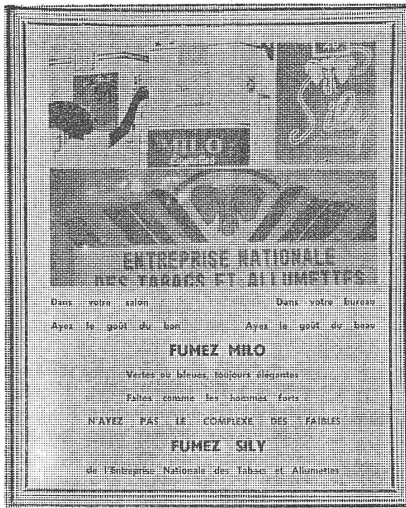 Sily
MILO
ENTREPRISE NATIONALE
DES TABACS ET ALLUMETTES
Dans votre salon Dans votre bureau
Ayez le goût du bon Ayez le goût du beau
FUMEZ MILO
Vertes ou bleues, toujours élégantes
Faites comme les hommes forts
N'AYEZ PAS LE COMPLEXE DES FAIBLES
FUMEZ SILY
de l'Entreprise Nationale des Tabacs et Allumettes